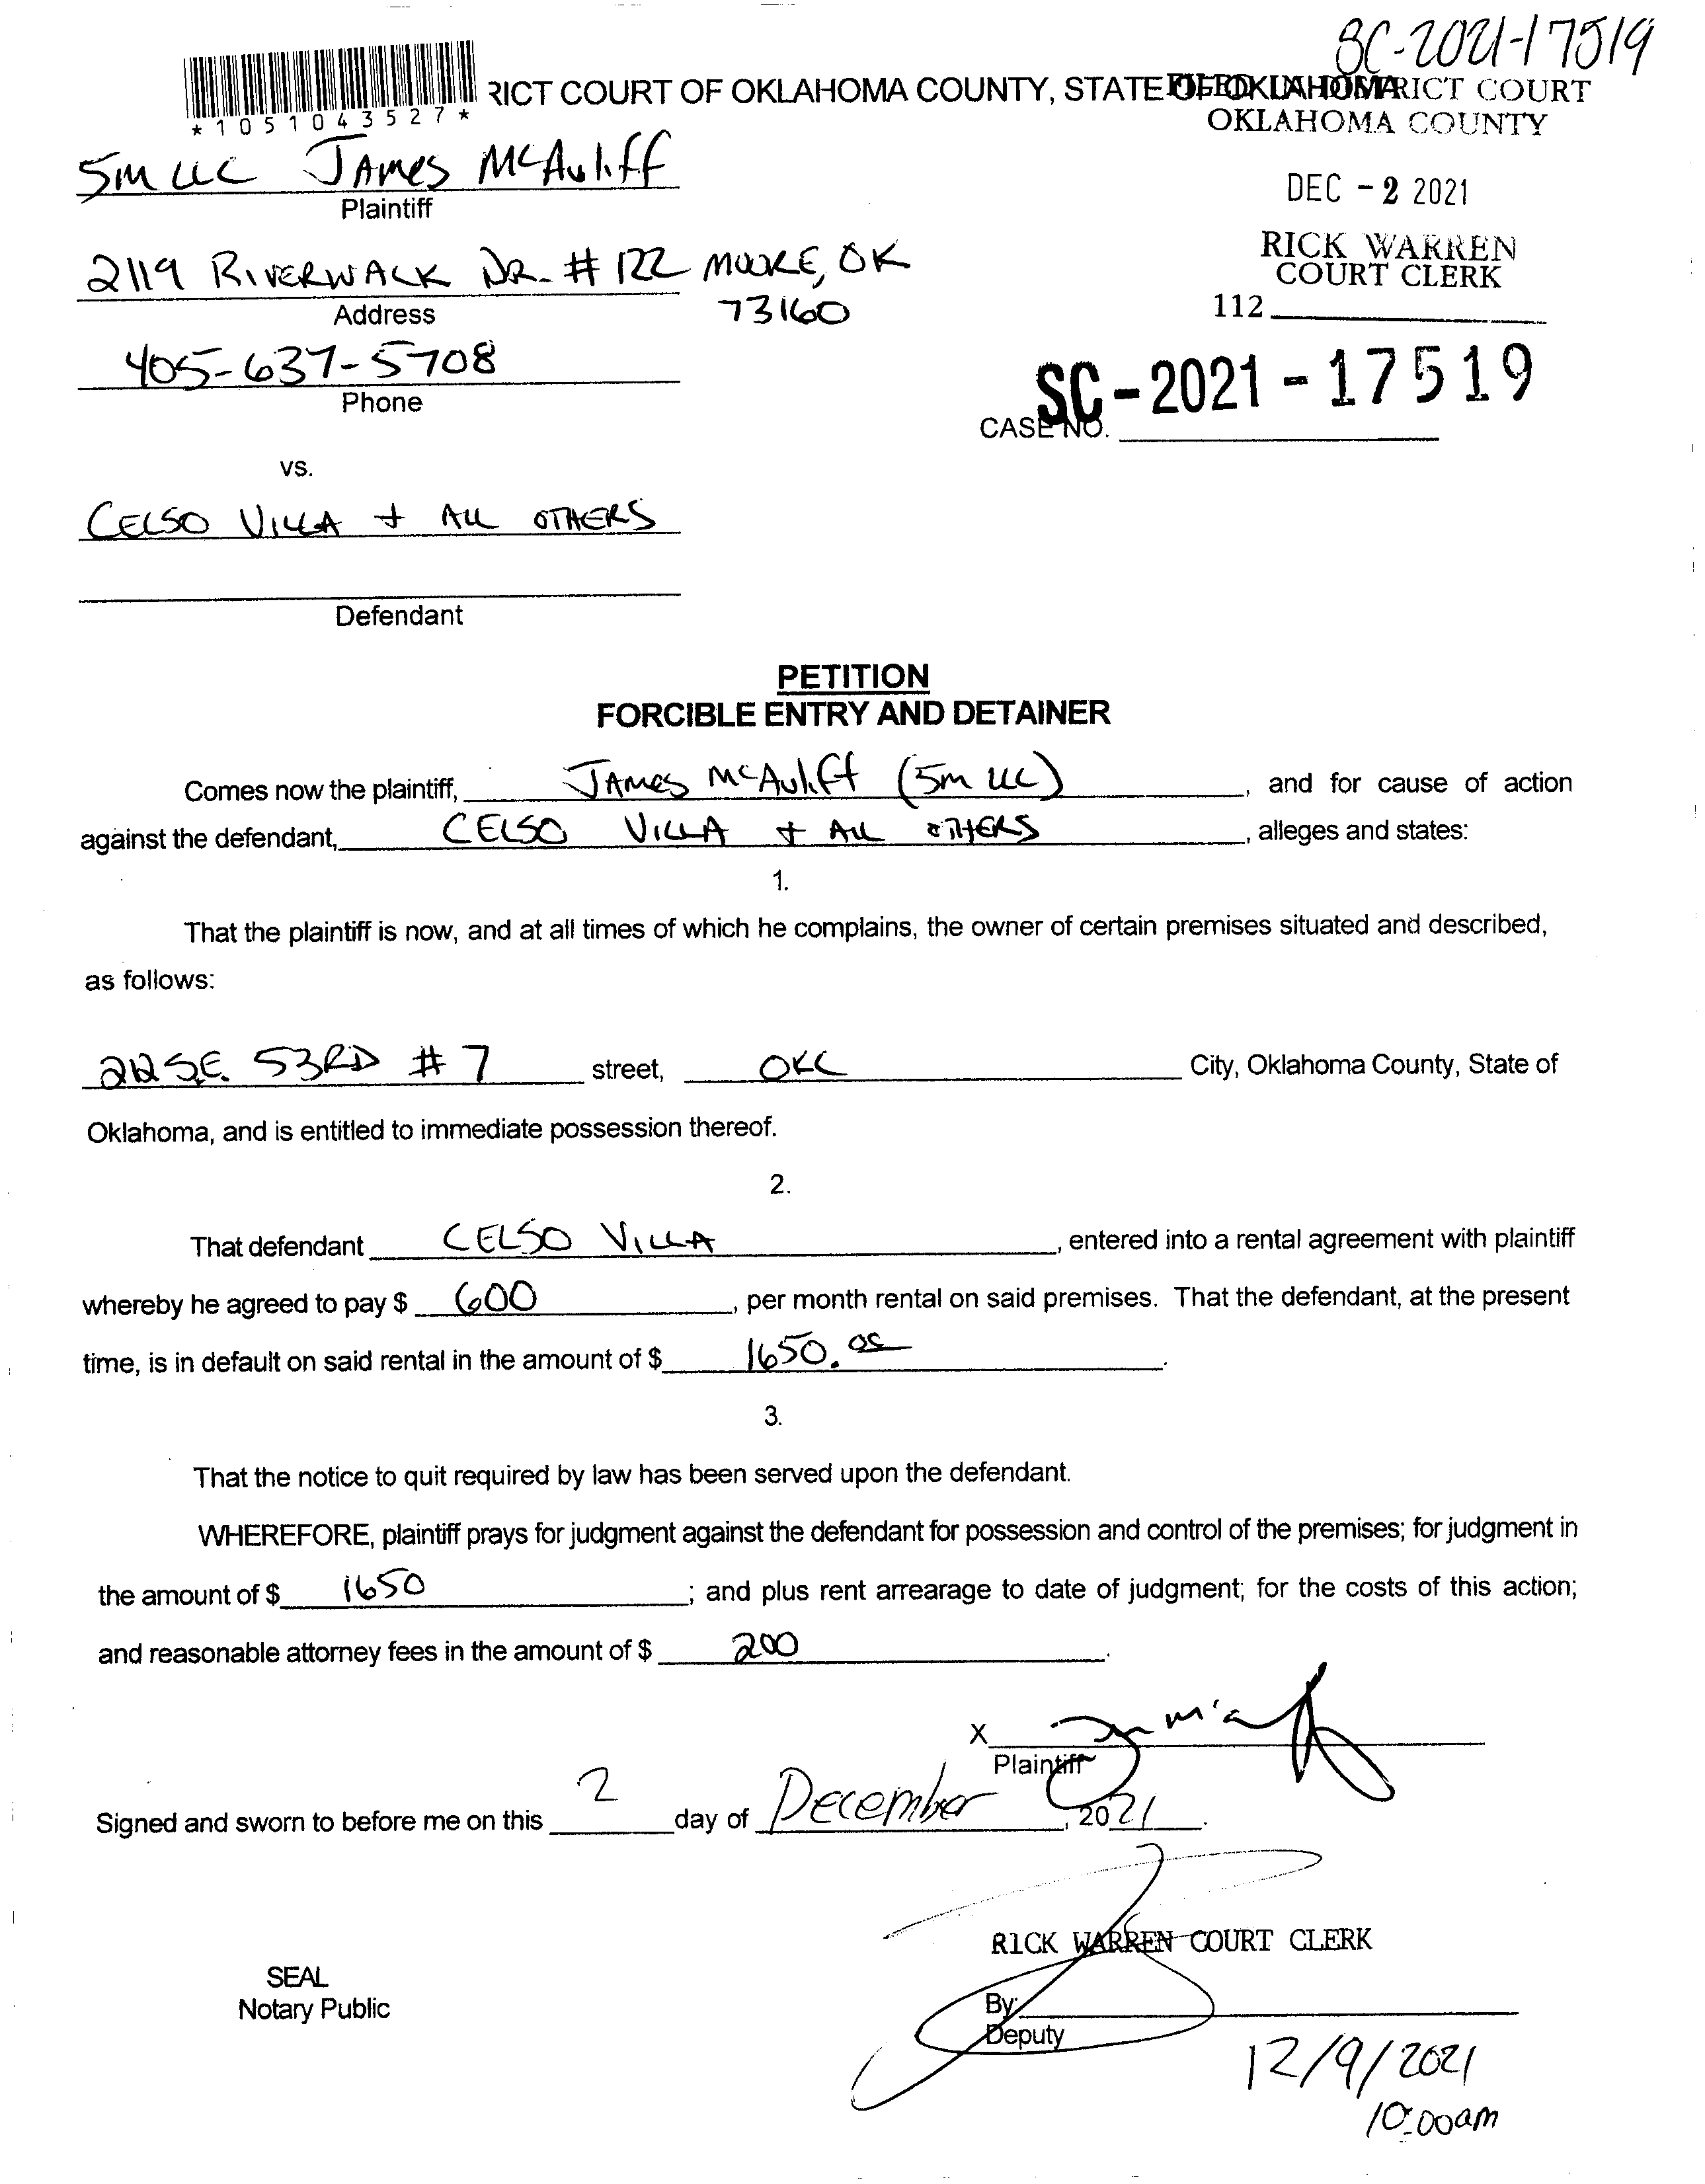 SC-2021-17519
RICT COURT OF OKLAHOMA COUNTY, STATE OF OKLAHOMA
FILED IN DISTRICT COURT
OKLAHOMA COUNTY
*1051043527*
5M LLC JAMES McAuliff
Plaintiff
DEC - 2 2021
2119 RIVERWALK DR. # 122 MOORE, OK
73160
Address
RICK WARREN
COURT CLERK
112
405-637-5708
Phone
SC-2021-17519
CASE NO.
vs.
CELSO VILLA + ALL OTHERS
Defendant
PETITION
FORCIBLE ENTRY AND DETAINER
Comes now the plaintiff, JAMES McAuliff (5M LLC), and for cause of action
against the defendant, CELSO VILLA + ALL OTHERS, alleges and states:
1.
That the plaintiff is now, and at all times of which he complains, the owner of certain premises situated and described,
as follows:
S.E. 53RD # 7 street, OKC City, Oklahoma County, State of
Oklahoma, and is entitled to immediate possession thereof.
2.
That defendant CELSO VILLA, entered into a rental agreement with plaintiff
whereby he agreed to pay $ 600, per month rental on said premises. That the defendant, at the present
time, is in default on said rental in the amount of $ 1650.00.
3.
That the notice to quit required by law has been served upon the defendant.
WHEREFORE, plaintiff prays for judgment against the defendant for possession and control of the premises; for judgment in
the amount of $ 1650; and plus rent arrearage to date of judgment; for the costs of this action;
and reasonable attorney fees in the amount of $ 200.
X
Plaintiff
Signed and sworn to before me on this 2 day of December, 2021.
RICK WARREN COURT CLERK
SEAL
Notary Public
By:
Deputy
12/9/2021
10:00am